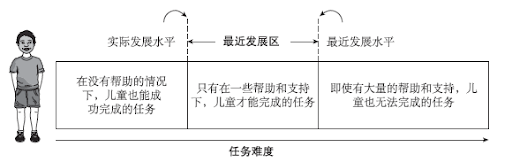 实际发展水平
最近发展区
最近发展水平
在没有帮助的情况
下，儿童也能成
功完成的任务
只有在一些帮助和支持
下，儿童才能完成的任务
即使有大量的帮助和支持，儿
童也无法完成的任务
任务难度